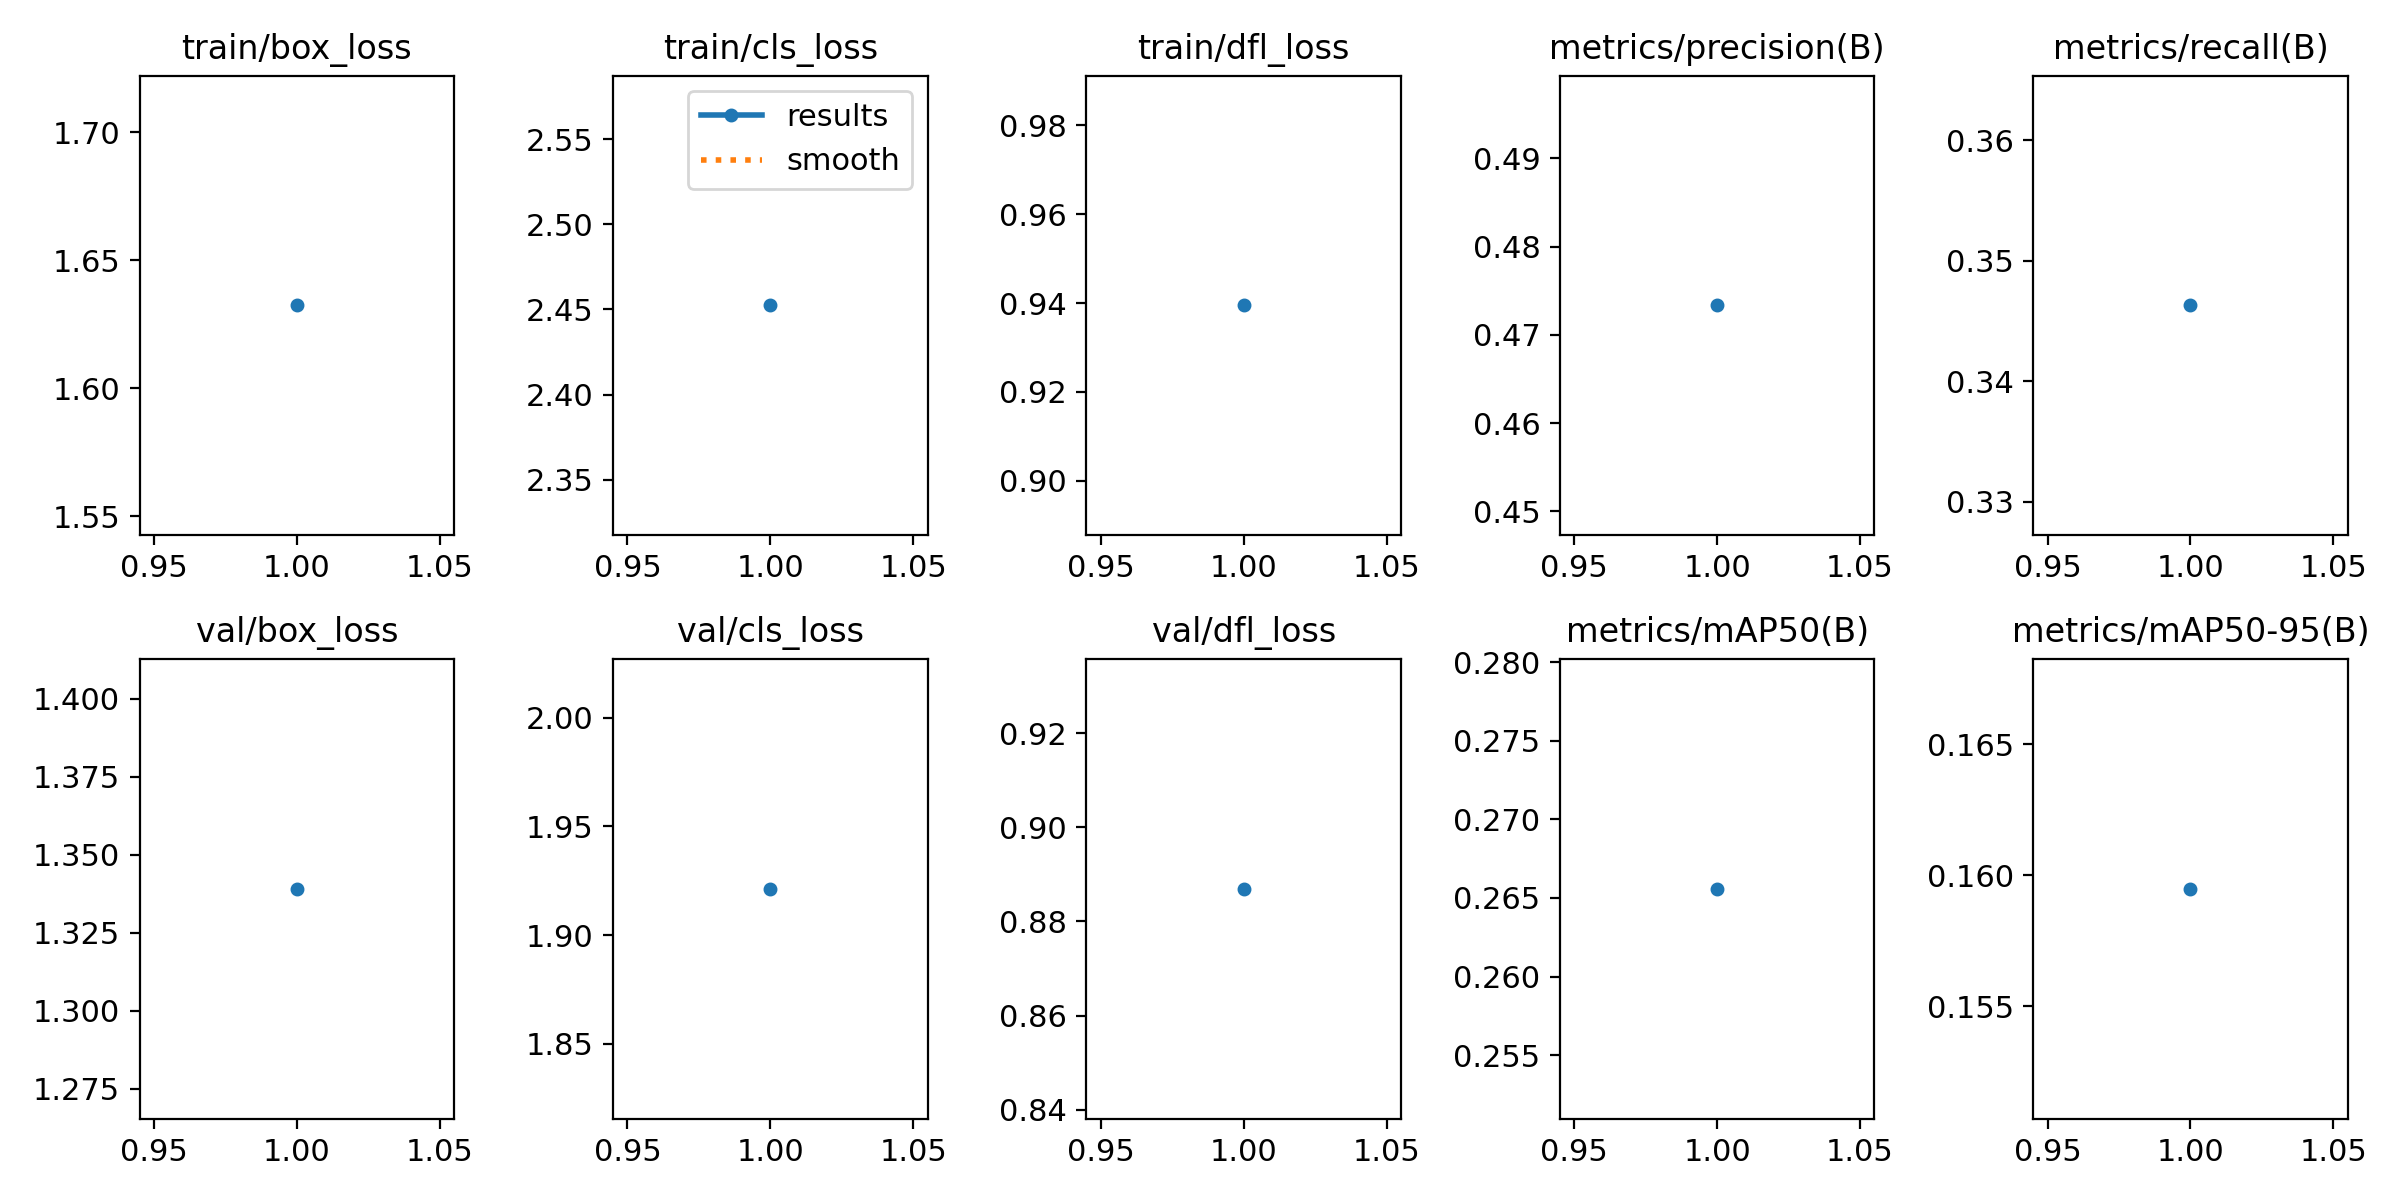 train/box_loss
1.70
1.65
1.60
1.55
0.95 1.00 1.05
train/cls_loss
results
smooth
2.55
2.50
2.45
2.40
2.35
0.95 1.00 1.05
train/dfl_loss
0.98
0.96
0.94
0.92
0.90
0.95 1.00 1.05
metrics/precision(B)
0.49
0.48
0.47
0.46
0.45
0.95 1.00 1.05
metrics/recall(B)
0.36
0.35
0.34
0.33
0.95 1.00 1.05
val/box_loss
1.400
1.375
1.350
1.325
1.300
1.275
0.95 1.00 1.05
val/cls_loss
2.00
1.95
1.90
1.85
0.95 1.00 1.05
val/dfl_loss
0.92
0.90
0.88
0.86
0.84
0.95 1.00 1.05
metrics/mAP50(B)
0.280
0.275
0.270
0.265
0.260
0.255
0.95 1.00 1.05
metrics/mAP50-95(B)
0.165
0.160
0.155
0.95 1.00 1.05